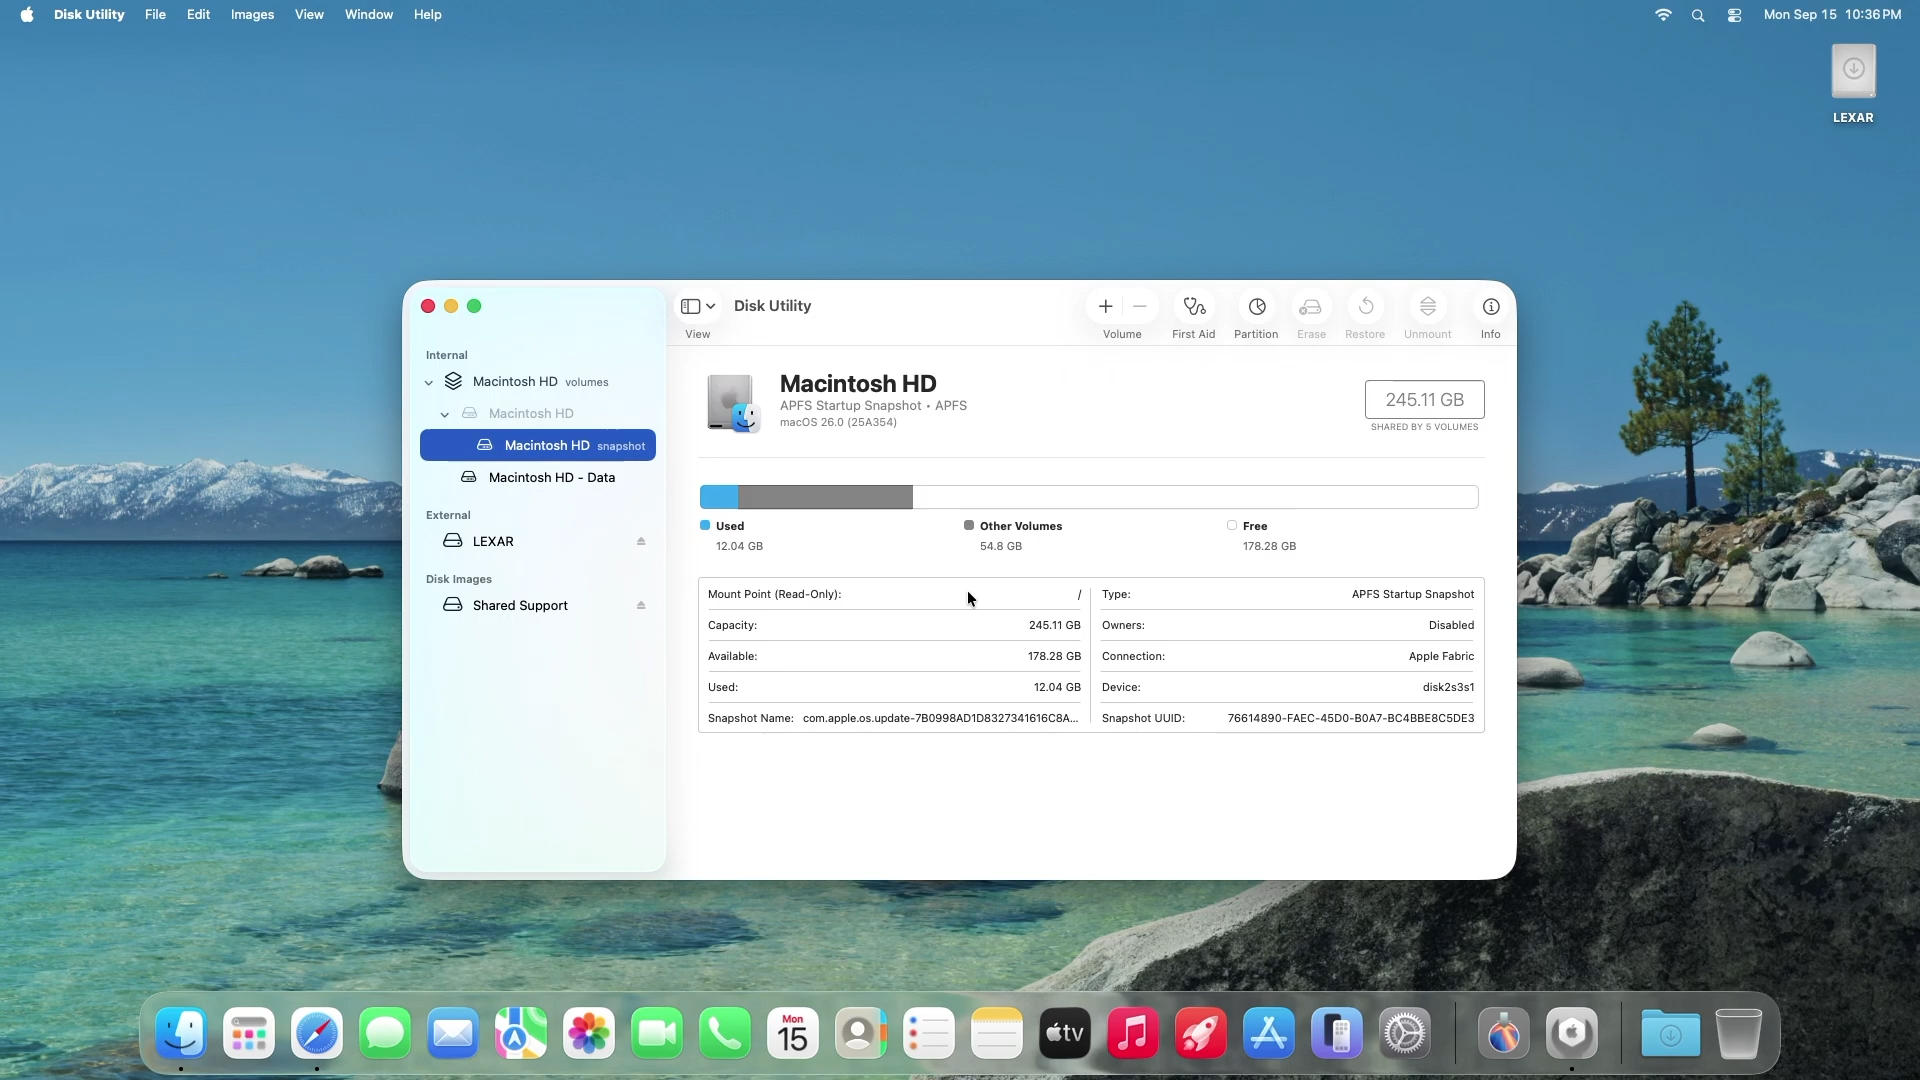 Disk Utility File Edit Images View Window Help Mon Sep 15 10:36 PM
LEXAR
Disk Utility
View Volume First Aid Partition Erase Restore Unmount Info
Internal
Macintosh HD volumes
Macintosh HD
Macintosh HD snapshot
Macintosh HD - Data
External
LEXAR
Disk Images
Shared Support
Macintosh HD
APFS Startup Snapshot • APFS
macOS 26.0 (25A354)
245.11 GB
SHARED BY 5 VOLUMES
Used Other Volumes Free
12.04 GB 54.8 GB 178.28 GB
Mount Point (Read-Only): / Type: APFS Startup Snapshot
Capacity: 245.11 GB Owners: Disabled
Available: 178.28 GB Connection: Apple Fabric
Used: 12.04 GB Device: disk2s3s1
Snapshot Name: com.apple.os.update-7B0998AD1D8327341616C8A... Snapshot UUID: 76614890-FAEC-45D0-B0A7-BC4BBE8C5DE3
Mon
15
tv